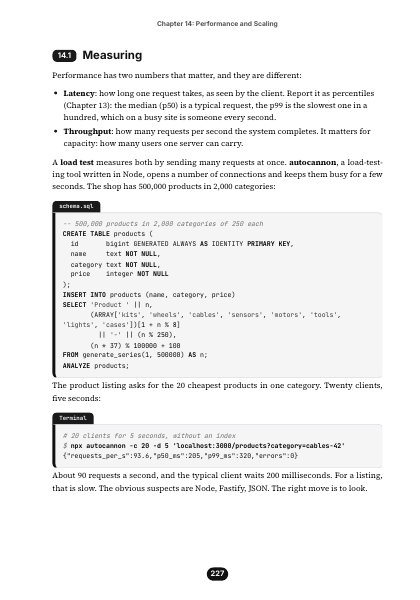 Chapter 14: Performance and Scaling
14.1 Measuring
Performance has two numbers that matter, and they are different:
• Latency: how long one request takes, as seen by the client. Report it as percentiles
(Chapter 13): the median (p50) is a typical request, the p99 is the slowest one in a
hundred, which on a busy site is someone every second.
• Throughput: how many requests per second the system completes. It matters for
capacity: how many users one server can carry.
A load test measures both by sending many requests at once. autocannon, a load-test-
ing tool written in Node, opens a number of connections and keeps them busy for a few
seconds. The shop has 500,000 products in 2,000 categories:
schema.sql
-- 500,000 products in 2,000 categories of 250 each
CREATE TABLE products (
  id       bigint GENERATED ALWAYS AS IDENTITY PRIMARY KEY,
  name     text NOT NULL,
  category text NOT NULL,
  price    integer NOT NULL
);
INSERT INTO products (name, category, price)
SELECT 'Product ' || n,
       (ARRAY['kits', 'wheels', 'cables', 'sensors', 'motors', 'tools',
'lights', 'cases'])[1 + n % 8]
         || '-' || (n % 250),
       (n * 37) % 100000 + 100
FROM generate_series(1, 500000) AS n;
ANALYZE products;
The product listing asks for the 20 cheapest products in one category. Twenty clients,
five seconds:
Terminal
# 20 clients for 5 seconds, without an index
$ npx autocannon -c 20 -d 5 'localhost:3000/products?category=cables-42'
{"requests_per_s":93.6,"p50_ms":205,"p99_ms":320,"errors":0}
About 90 requests a second, and the typical client waits 200 milliseconds. For a listing,
that is slow. The obvious suspects are Node, Fastify, JSON. The right move is to look.
227